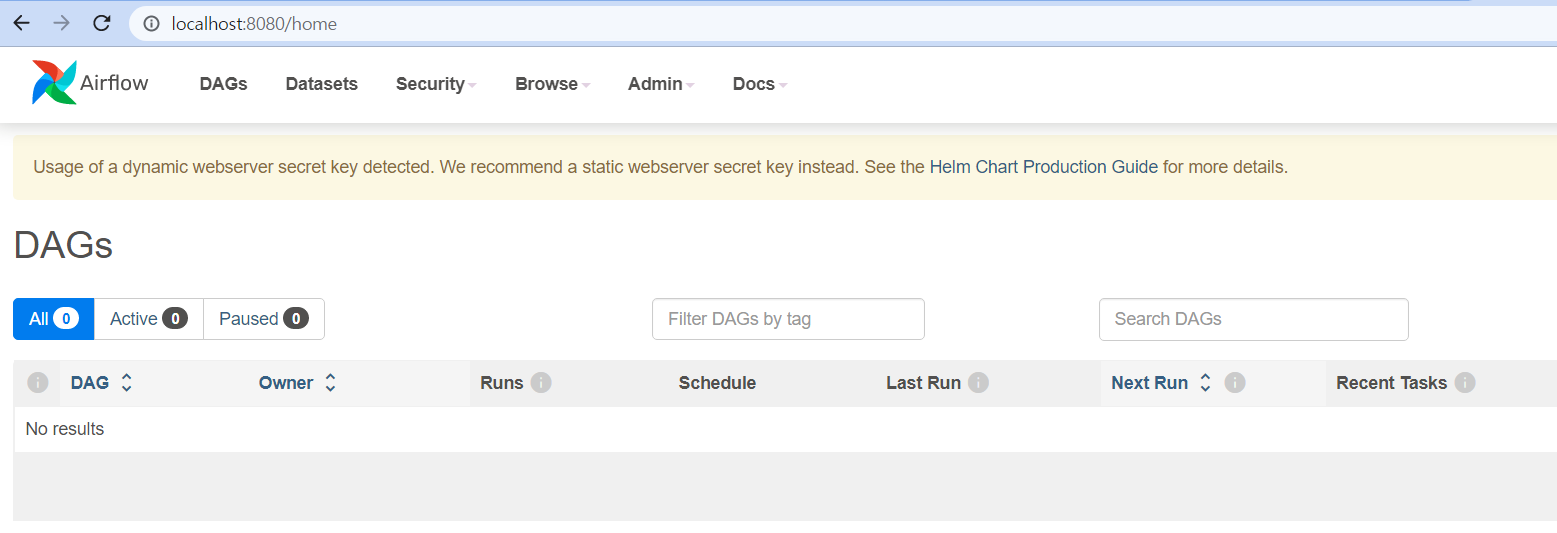 localhost:8080/home
Airflow DAGs Datasets Security Browse Admin Docs
Usage of a dynamic webserver secret key detected. We recommend a static webserver secret key instead. See the Helm Chart Production Guide for more details.
DAGs
All 0 Active 0 Paused 0 Filter DAGs by tag Search DAGs
DAG Owner Runs Schedule Last Run Next Run Recent Tasks
No results